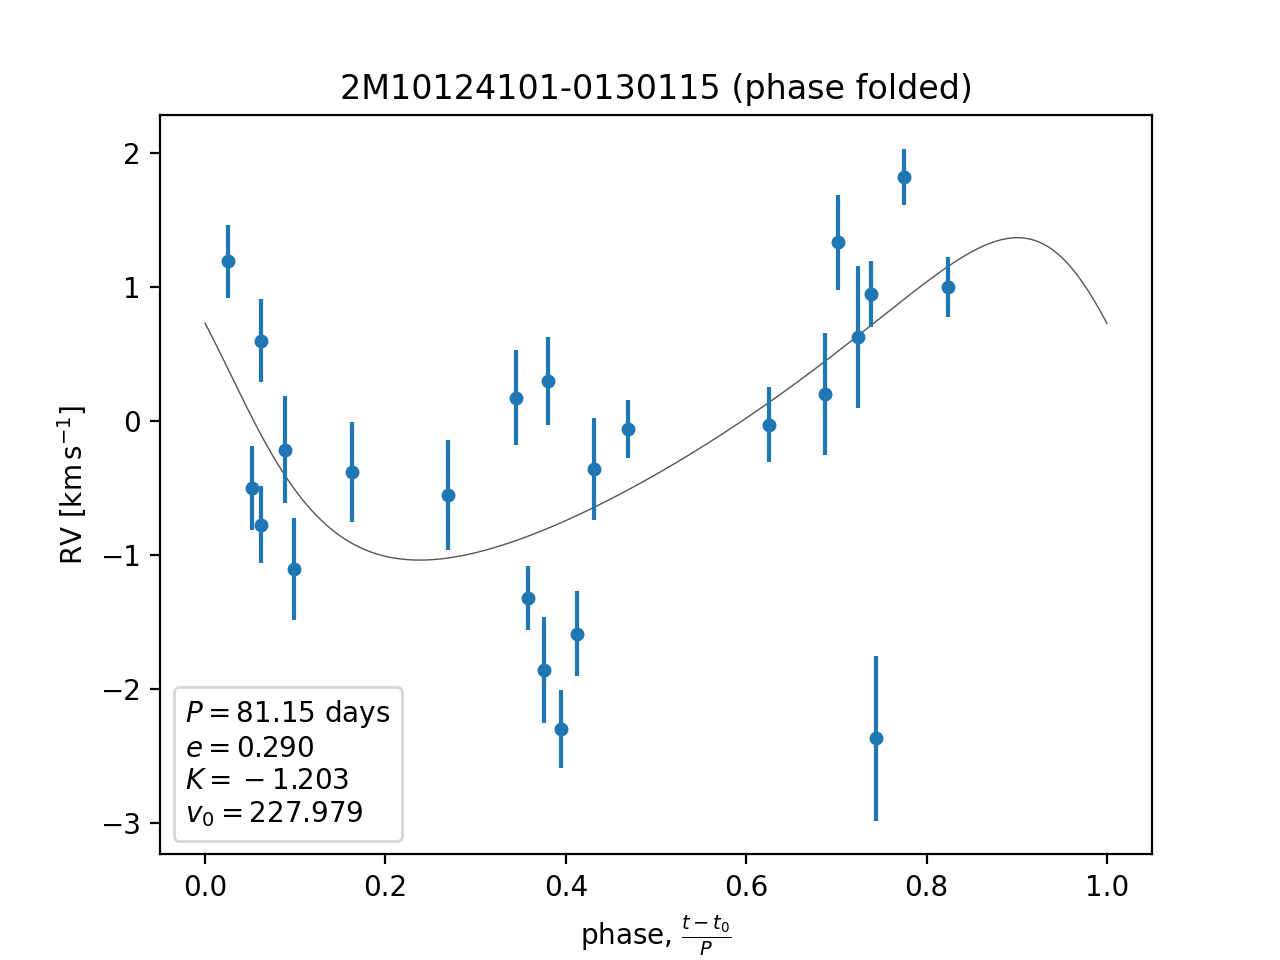 2M10124101-0130115 (phase folded)
RV [km s⁻¹]
2
1
0
−1
−2
−3
P = 81.15 days
e = 0.290
K = −1.203
v₀ = 227.979
0.0 0.2 0.4 0.6 0.8 1.0
phase, (t − t₀)/P